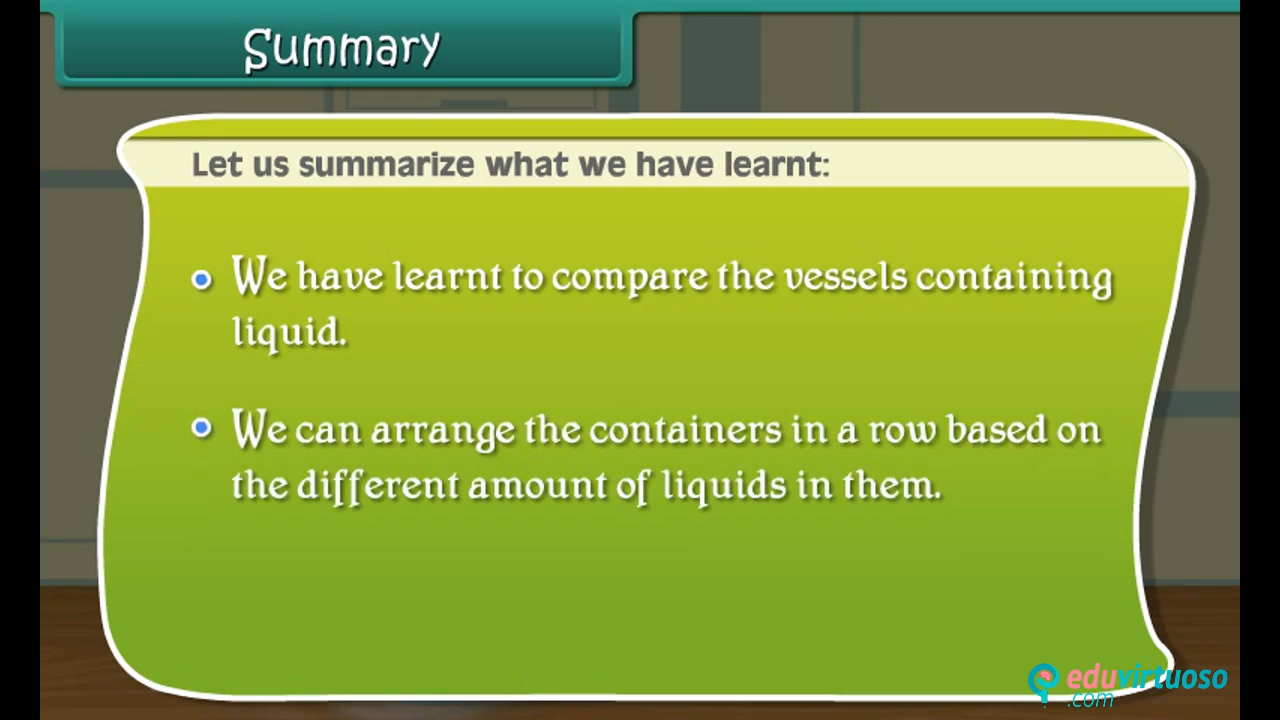 Summary
Let us summarize what we have learnt:
We have learnt to compare the vessels containing
liquid.
We can arrange the containers in a row based on
the different amount of liquids in them.
eduvirtuoso
.com